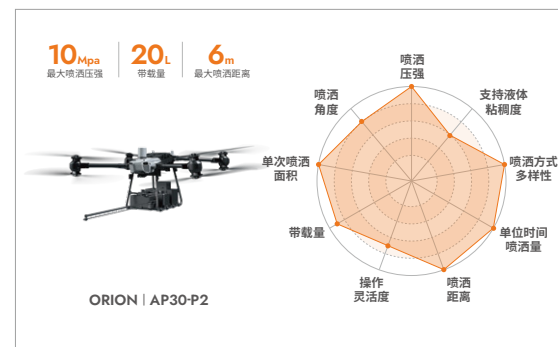 10Mpa
最大喷洒压强
20L
带载量
6m
最大喷洒距离
喷洒
压强
支持液体
粘稠度
喷洒方式
多样性
单位时间
喷洒量
喷洒
距离
操作
灵活度
带载量
单次喷洒
面积
喷洒
角度
ORION | AP30-P2